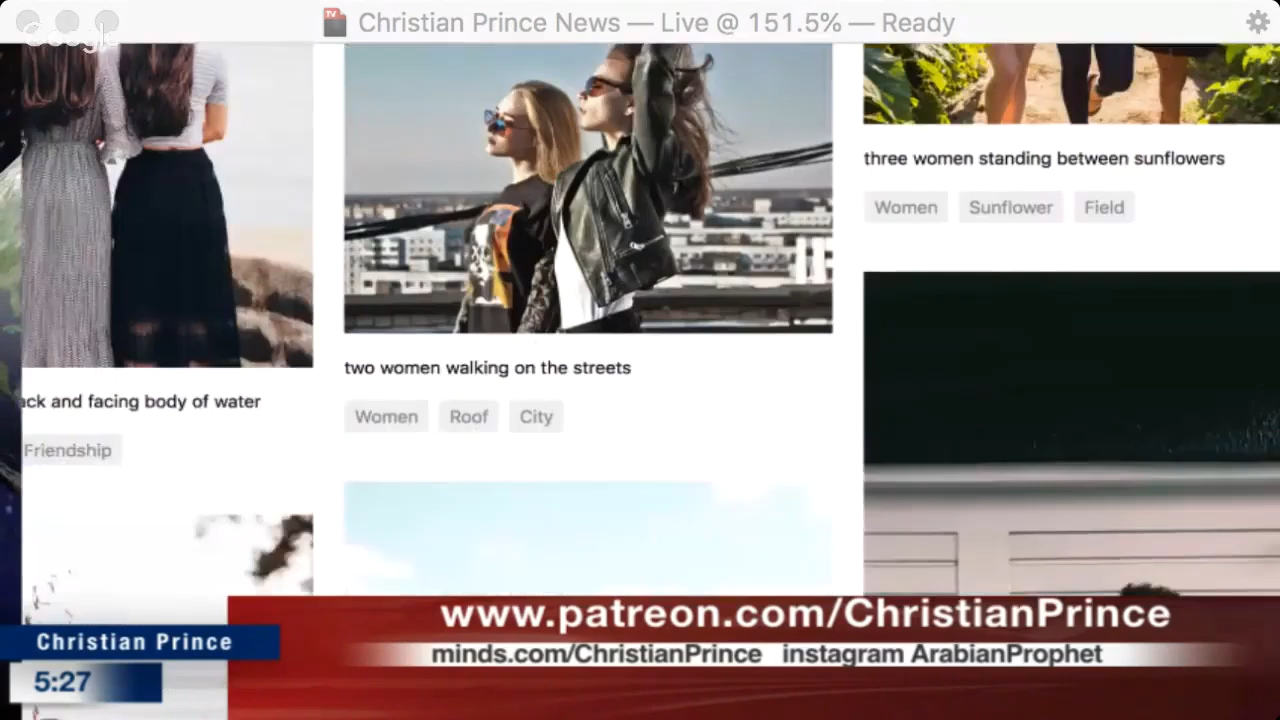 Christian Prince News — Live @ 151.5% — Ready
Google
three women standing between sunflowers
Women Sunflower Field
two women walking on the streets
Women Roof City
ack and facing body of water
Friendship
www.patreon.com/ChristianPrince
minds.com/ChristianPrince instagram ArabianProphet
Christian Prince
5:27